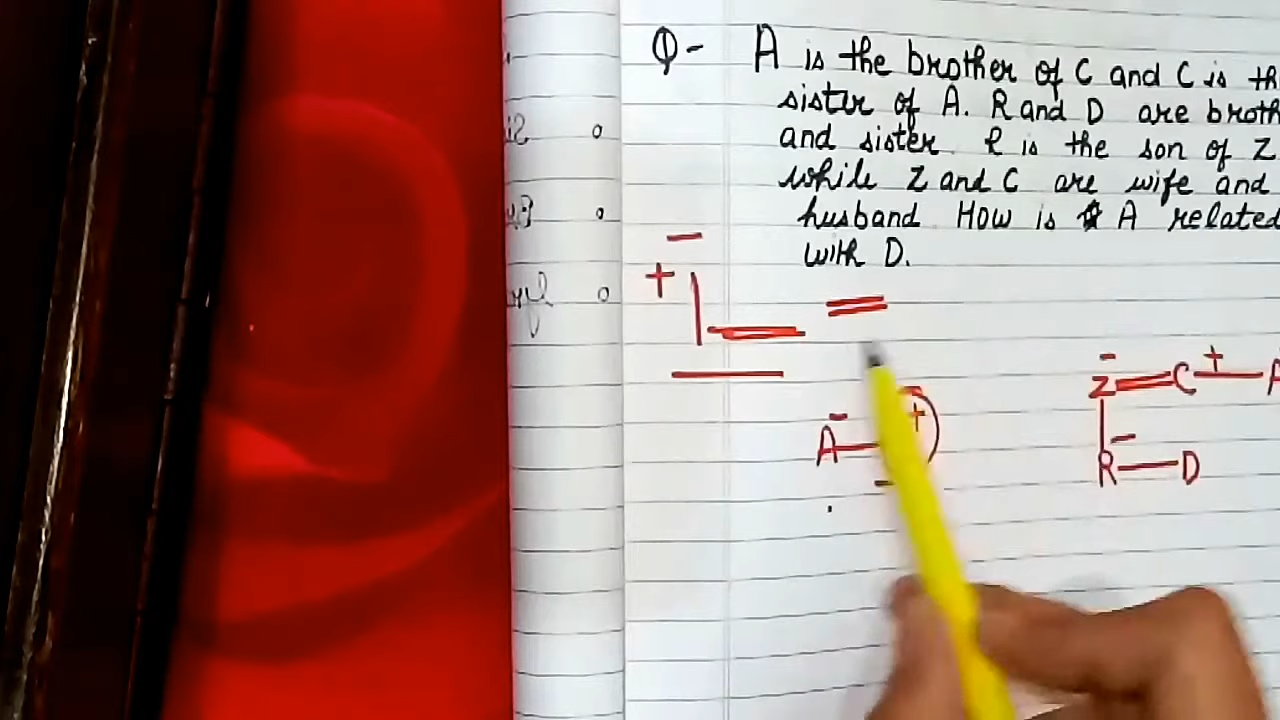 Q- A is the brother of C and C is th
sister of A. R and D are broth
and sister. R is the son of Z
while Z and C are wife and
husband How is A related
with D.
- 
+
=
- -
Z = C + A
A - +
-
R - D